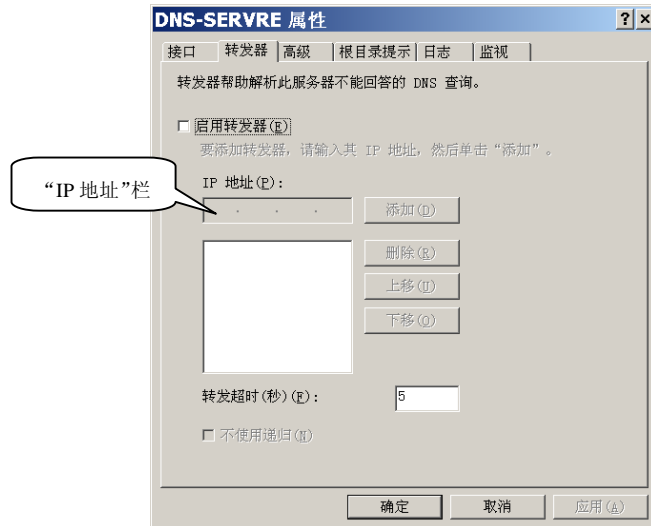 DNS-SERVRE 属性
接口 转发器 高级 根目录提示 日志 监视
转发器帮助解析此服务器不能回答的 DNS 查询。
启用转发器(E)
要添加转发器，请输入其 IP 地址，然后单击“添加”。
“IP 地址”栏
IP 地址(P)：
添加(D)
删除(R)
上移(U)
下移(O)
转发超时(秒)(F)：
5
不使用递归(N)
确定 取消 应用(A)